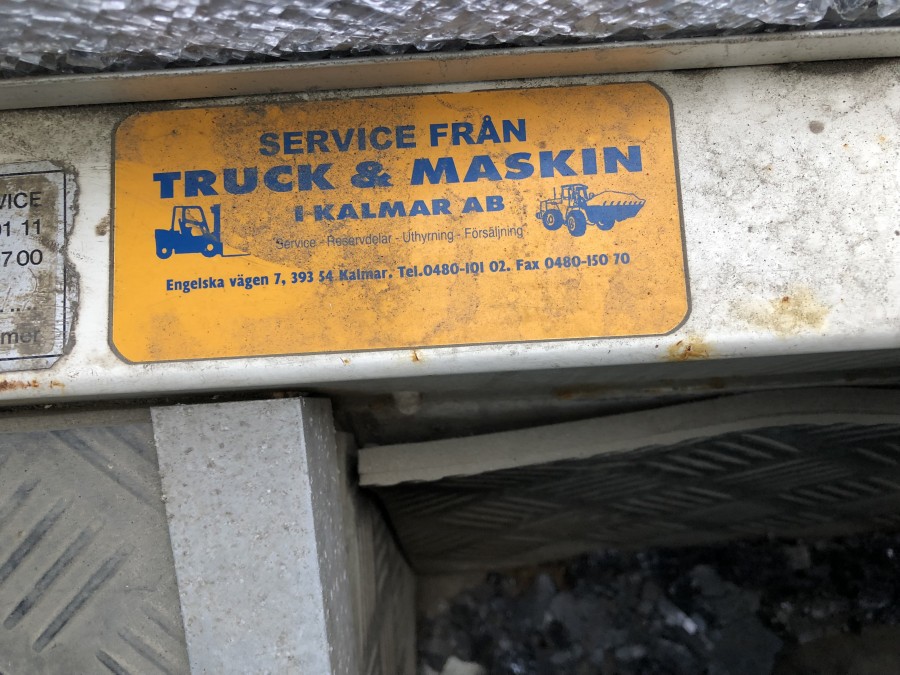 SERVICE FRÅN
TRUCK & MASKIN
I KALMAR AB
Service - Reservdelar - Uthyrning - Försäljning
Engelska vägen 7, 393 54 Kalmar. Tel.0480-101 02. Fax 0480-150 70
VICE
01 11
7 00
mer